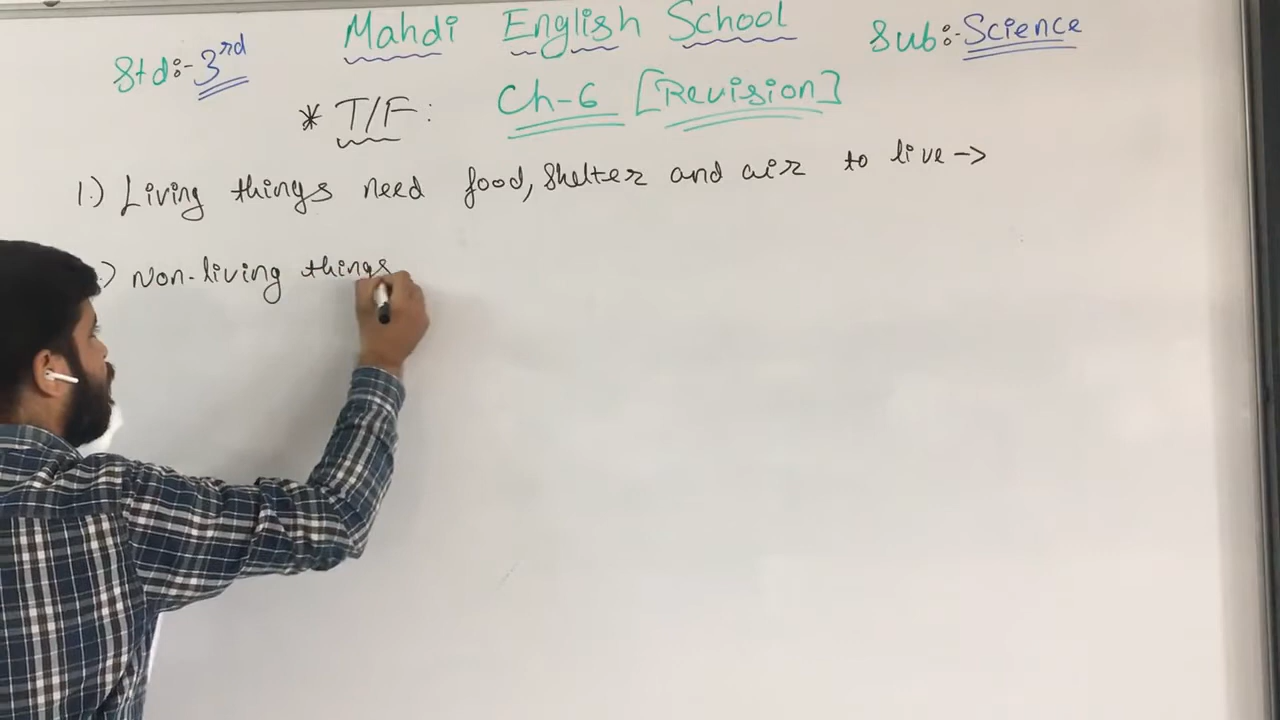 Mahdi English School
Std:-3rd
Sub:-Science
Ch-6 [Revision]
* T/F:
1.) Living things need food, shelter and air to live →
.) Non-living things